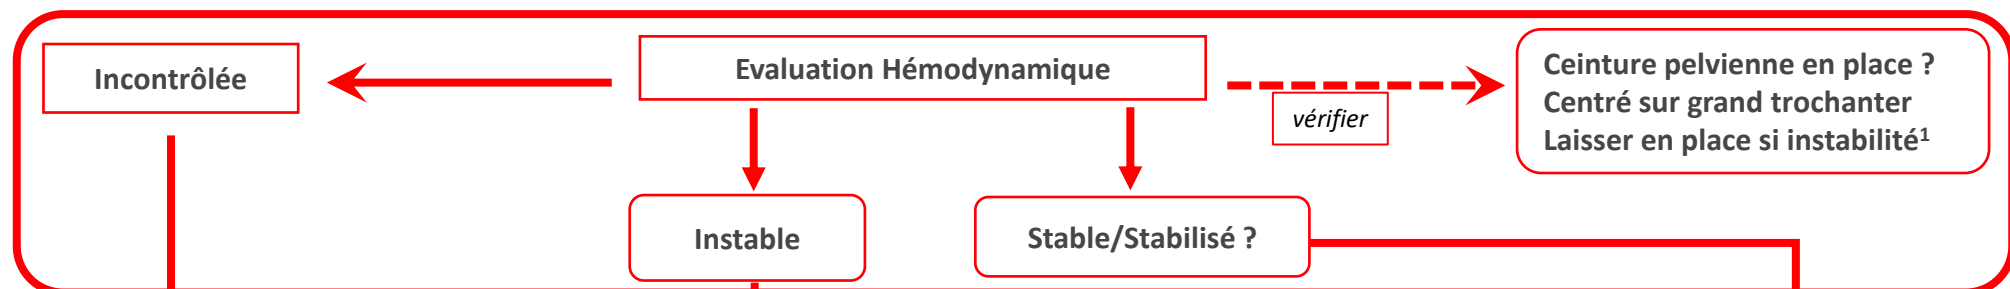 Incontrôlée
Evaluation Hémodynamique
vérifier
Ceinture pelvienne en place ?
Centré sur grand trochanter
Laisser en place si instabilité¹
Instable
Stable/Stabilisé ?